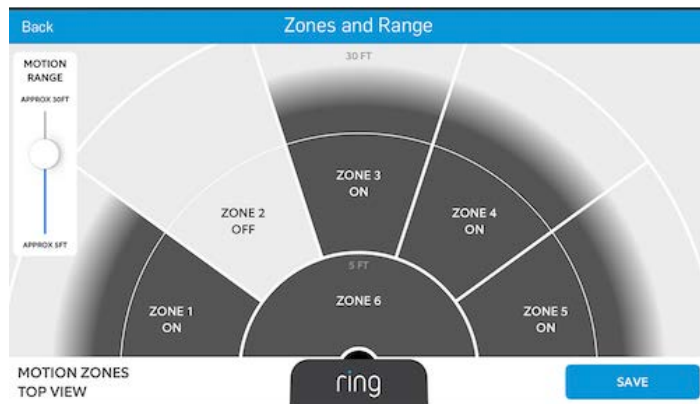 Back
Zones and Range
MOTION
RANGE
APPROX 30FT
APPROX 5FT
30 FT
ZONE 3
ON
ZONE 2
OFF
ZONE 4
ON
5 FT
ZONE 6
ZONE 1
ON
ZONE 5
ON
MOTION ZONES
TOP VIEW
ring
SAVE